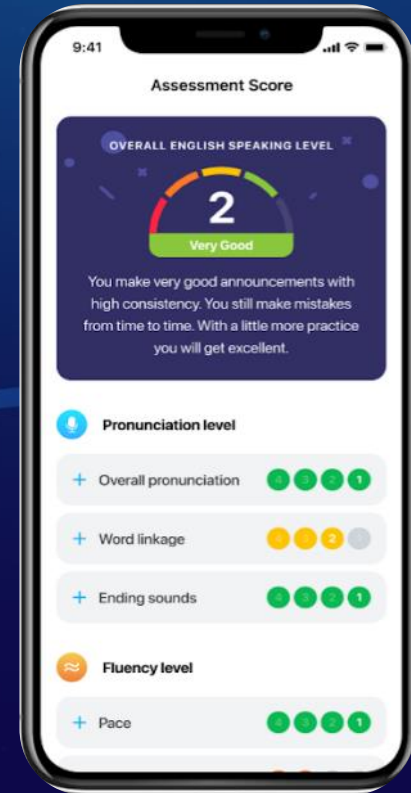 9:41
Assessment Score
OVERALL ENGLISH SPEAKING LEVEL
2
Very Good
You make very good announcements with
high consistency. You still make mistakes
from time to time. With a little more practice
you will get excellent.
Pronunciation level
+ Overall pronunciation 4 3 2 1
+ Word linkage 4 3 2
+ Ending sounds 4 3 2 1
Fluency level
+ Pace 4 3 2 1